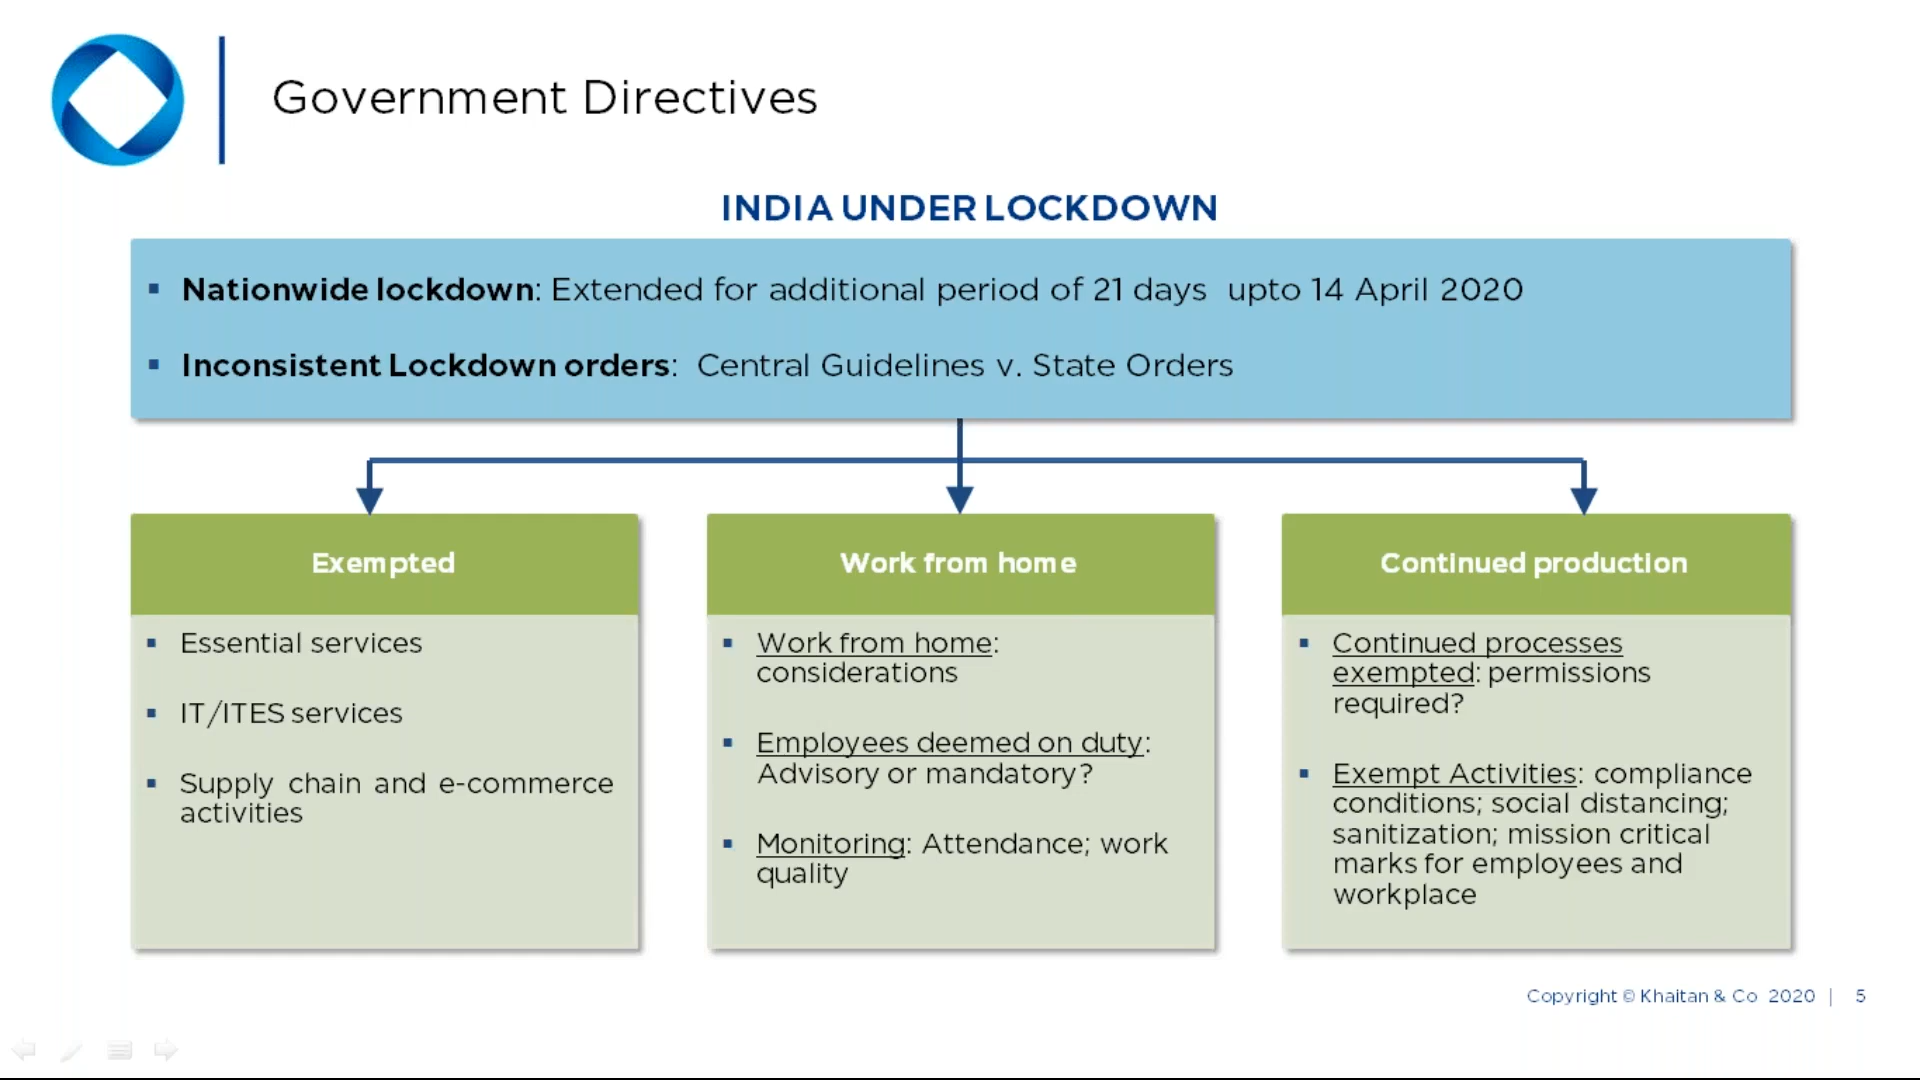 Government Directives
INDIA UNDER LOCKDOWN
▪ Nationwide lockdown: Extended for additional period of 21 days upto 14 April 2020
▪ Inconsistent Lockdown orders: Central Guidelines v. State Orders
Exempted
▪ Essential services
▪ IT/ITES services
▪ Supply chain and e-commerce
activities
Work from home
▪ Work from home:
considerations
▪ Employees deemed on duty:
Advisory or mandatory?
▪ Monitoring: Attendance; work
quality
Continued production
▪ Continued processes
exempted: permissions
required?
▪ Exempt Activities: compliance
conditions; social distancing;
sanitization; mission critical
marks for employees and
workplace
Copyright © Khaitan & Co 2020 | 5